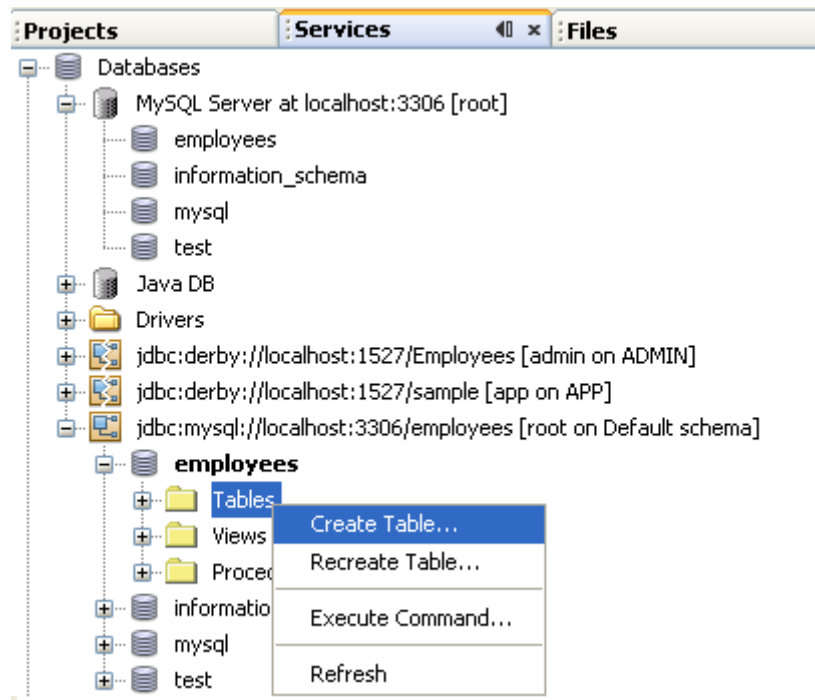 Projects Services Files
Databases
MySQL Server at localhost:3306 [root]
employees
information_schema
mysql
test
Java DB
Drivers
jdbc:derby://localhost:1527/Employees [admin on ADMIN]
jdbc:derby://localhost:1527/sample [app on APP]
jdbc:mysql://localhost:3306/employees [root on Default schema]
employees
Tables
Create Table...
Views
Recreate Table...
Proced
informatio
Execute Command...
mysql
test
Refresh